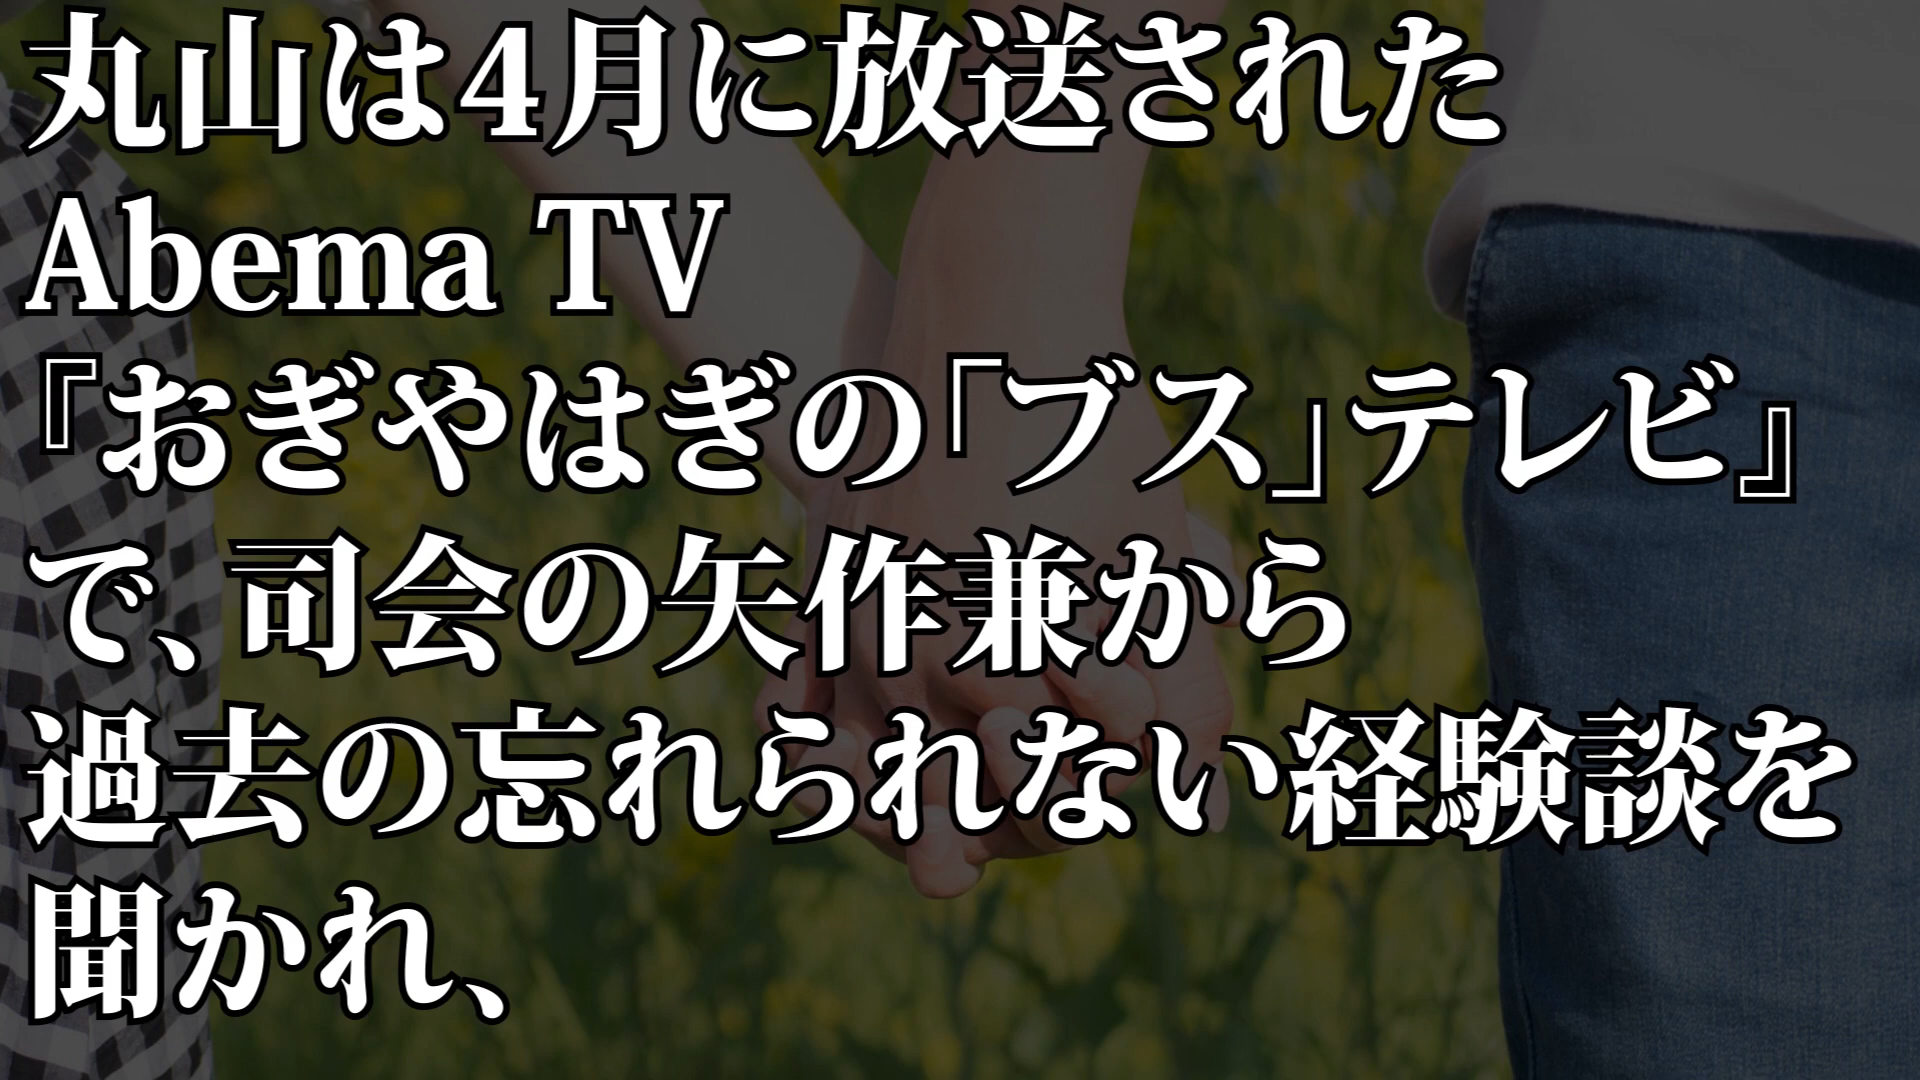 丸山は4月に放送された
Abema TV
『おぎやはぎの「ブス」テレビ』
で、司会の矢作兼から
過去の忘れられない経験談を
聞かれ、